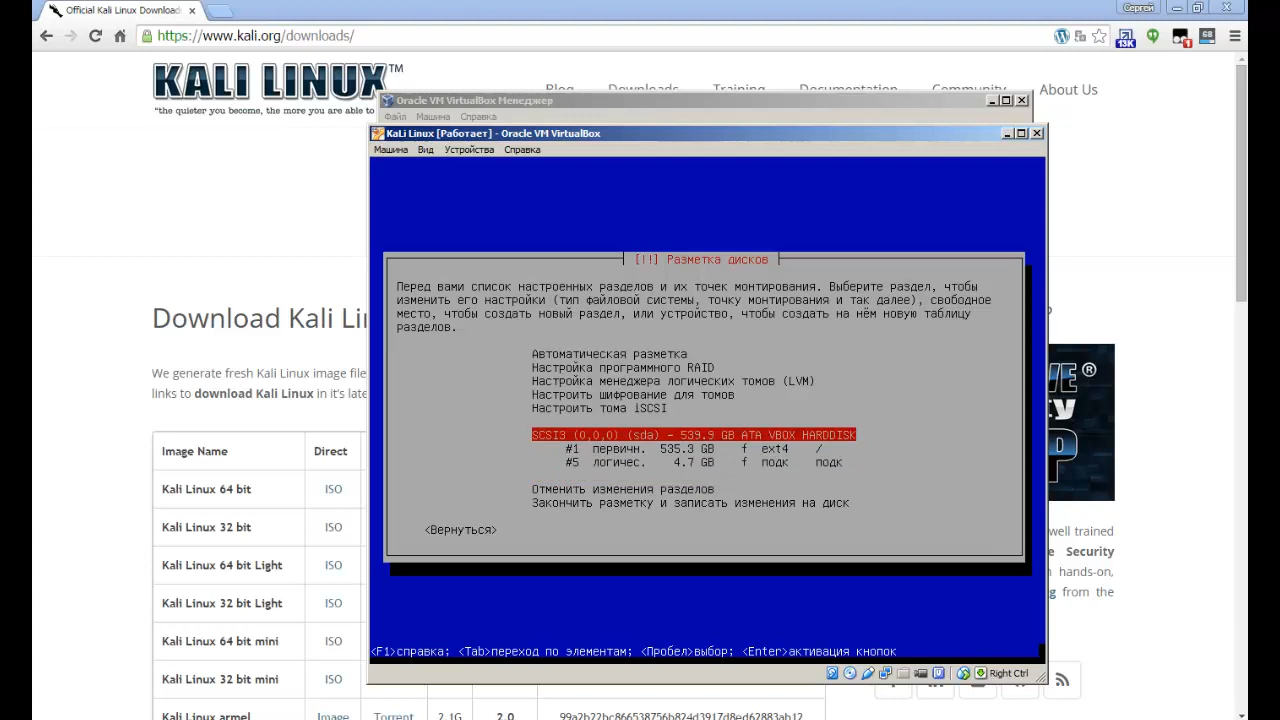 Official Kali Linux Downloads
Сергей
https://www.kali.org/downloads/
13K
1
68
KALI LINUX™
"the quieter you become, the more you are able to
About Us
Oracle VM VirtualBox Менеджер
Файл Машина Справка
KaLi Linux [Работает] - Oracle VM VirtualBox
Машина Вид Устройства Справка
[!!] Разметка дисков
Перед вами список настроенных разделов и их точек монтирования. Выберите раздел, чтобы
изменить его настройки (тип файловой системы, точку монтирования и так далее), свободное
место, чтобы создать новый раздел, или устройство, чтобы создать на нём новую таблицу
разделов.
Автоматическая разметка
Настройка программного RAID
Настройка менеджера логических томов (LVM)
Настроить шифрование для томов
Настроить тома iSCSI
SCSI3 (0,0,0) (sda) - 539.9 GB ATA VBOX HARDDISK
#1 первичн. 535.3 GB f ext4 /
#5 логичес. 4.7 GB f подк подк
Отменить изменения разделов
Закончить разметку и записать изменения на диск
<Вернуться>
<F1>справка; <Tab>переход по элементам; <Пробел>выбор; <Enter>активация кнопок
Right Ctrl
Download Kali Li
We generate fresh Kali Linux image file
links to download Kali Linux in it's late
Image Name Direct
Kali Linux 64 bit ISO
Kali Linux 32 bit ISO
Kali Linux 64 bit Light ISO
Kali Linux 32 bit Light ISO
Kali Linux 64 bit mini ISO
Kali Linux 32 bit mini ISO
Kali Linux armel Image Torrent 2.1G 2.0 99a2b22bc866538756b824d3917d8ed62883ab12
®
well trained
Security
hands-on,
from the